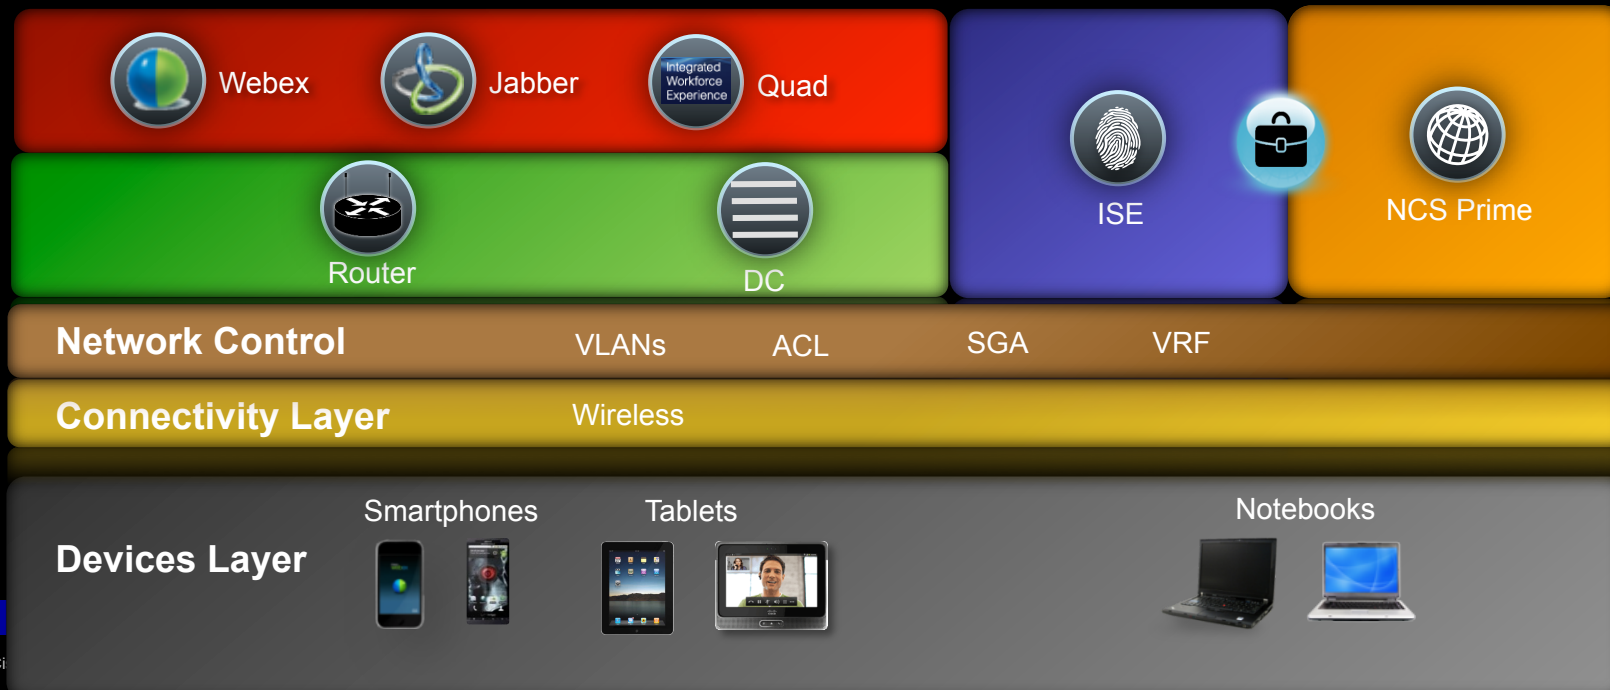 Webex
Jabber
Integrated
Workforce
Experience
Quad
ISE
NCS Prime
Router
DC
Network Control
VLANs
ACL
SGA
VRF
Connectivity Layer
Wireless
Devices Layer
Smartphones
Tablets
Notebooks